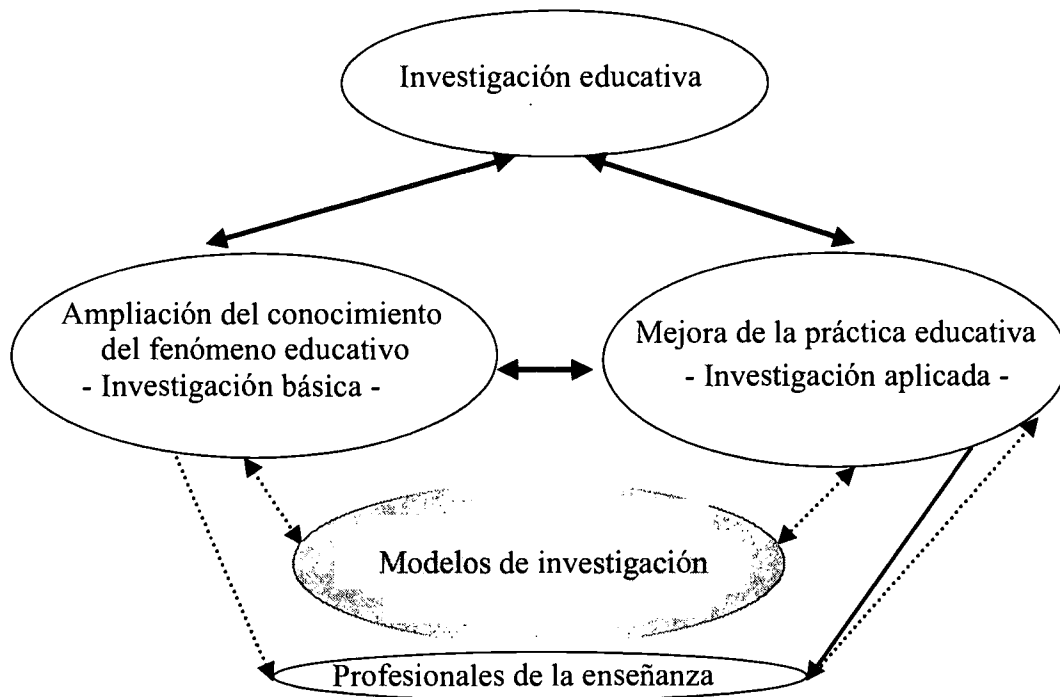 Investigación educativa
Ampliación del conocimiento
del fenómeno educativo
- Investigación básica -
Mejora de la práctica educativa
- Investigación aplicada -
Modelos de investigación
Profesionales de la enseñanza